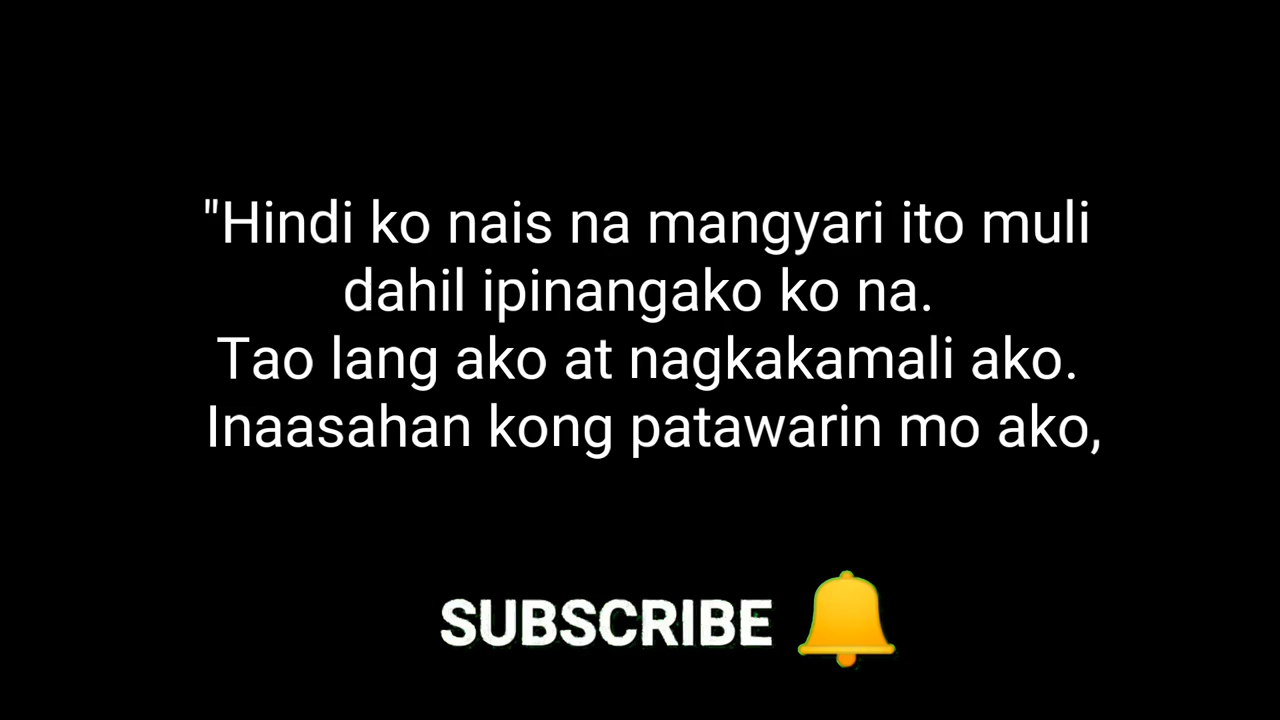 "Hindi ko nais na mangyari ito muli
dahil ipinangako ko na.
Tao lang ako at nagkakamali ako.
Inaasahan kong patawarin mo ako,
SUBSCRIBE